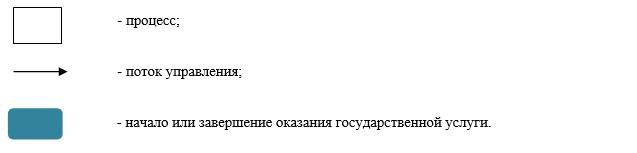 - процесс;
- поток управления;
- начало или завершение оказания государственной услуги.